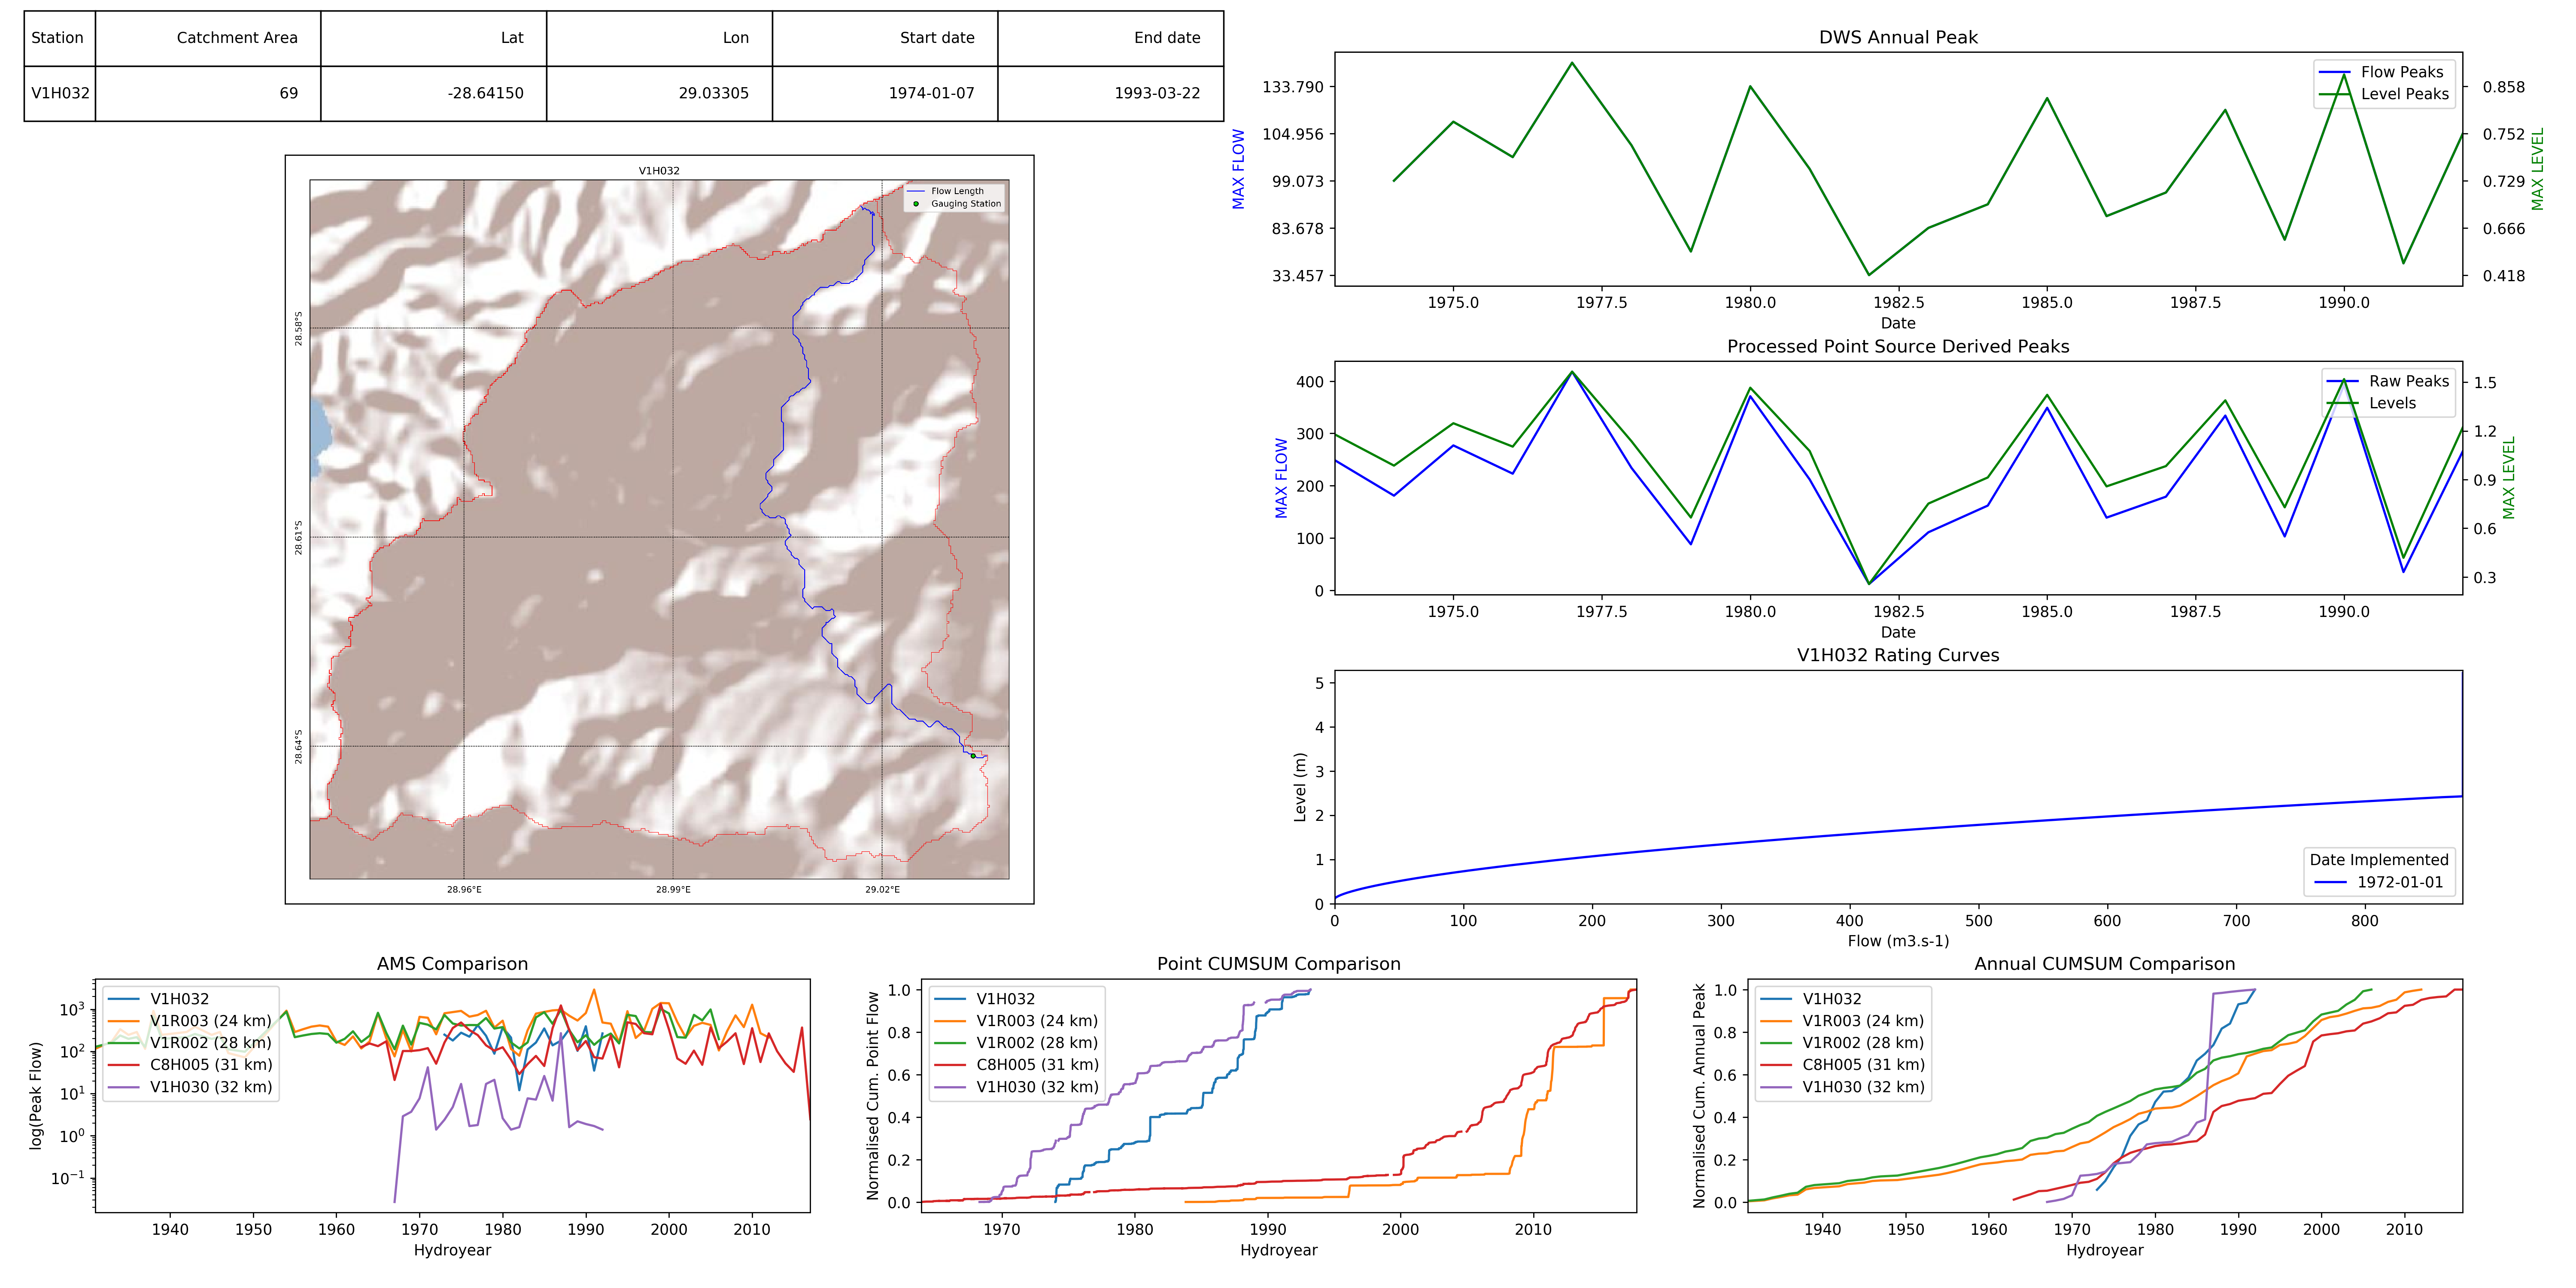 Station Catchment Area Lat Lon Start date End date
V1H032 69 -28.64150 29.03305 1974-01-07 1993-03-22
V1H032
Flow Length
Gauging Station
28.58°S
28.61°S
28.64°S
28.96°E 28.99°E 29.02°E
DWS Annual Peak
Flow Peaks
Level Peaks
MAX FLOW
133.790
104.956
99.073
83.678
33.457
0.858
0.752
0.729
0.666
0.418
MAX LEVEL
1975.0 1977.5 1980.0 1982.5 1985.0 1987.5 1990.0
Date
Processed Point Source Derived Peaks
Raw Peaks
Levels
MAX FLOW
400
300
200
100
0
1.5
1.2
0.9
0.6
0.3
MAX LEVEL
1975.0 1977.5 1980.0 1982.5 1985.0 1987.5 1990.0
Date
V1H032 Rating Curves
Level (m)
5
4
3
2
1
0
Date Implemented
1972-01-01
0 100 200 300 400 500 600 700 800
Flow (m3.s-1)
AMS Comparison
V1H032
V1R003 (24 km)
V1R002 (28 km)
C8H005 (31 km)
V1H030 (32 km)
log(Peak Flow)
10³
10²
10¹
10⁰
10⁻¹
1940 1950 1960 1970 1980 1990 2000 2010
Hydroyear
Point CUMSUM Comparison
V1H032
V1R003 (24 km)
V1R002 (28 km)
C8H005 (31 km)
V1H030 (32 km)
Normalised Cum. Point Flow
1.0
0.8
0.6
0.4
0.2
0.0
1970 1980 1990 2000 2010
Hydroyear
Annual CUMSUM Comparison
V1H032
V1R003 (24 km)
V1R002 (28 km)
C8H005 (31 km)
V1H030 (32 km)
Normalised Cum. Annual Peak
1.0
0.8
0.6
0.4
0.2
0.0
1940 1950 1960 1970 1980 1990 2000 2010
Hydroyear